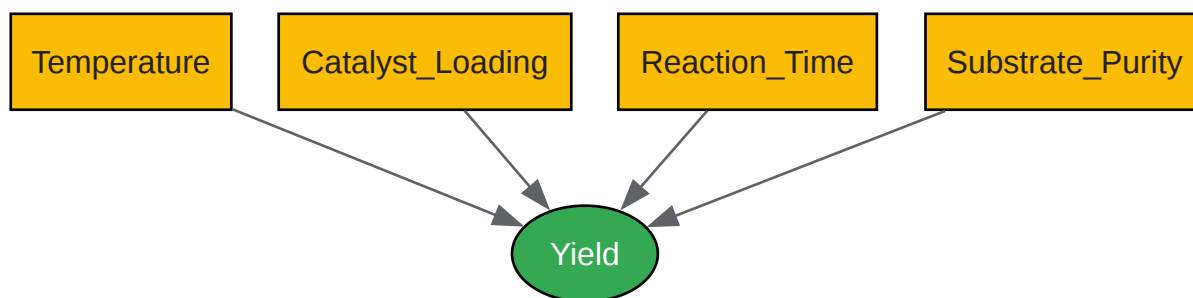 Temperature
Catalyst_Loading
Reaction_Time
Substrate_Purity
Yield